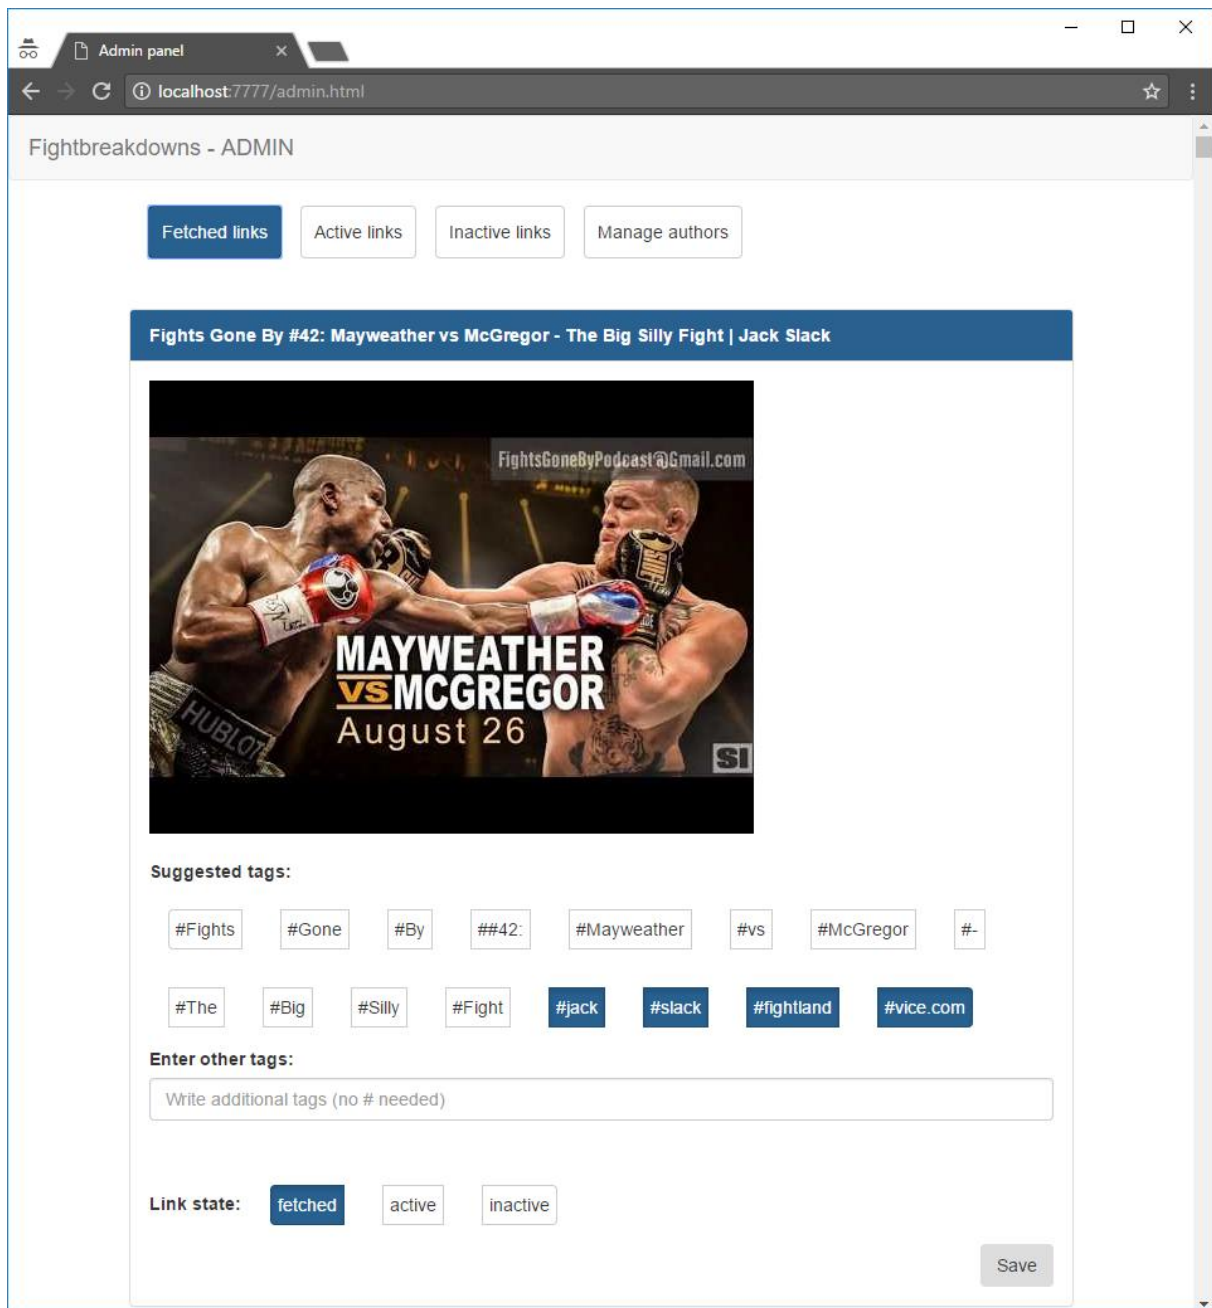 Admin panel
localhost:7777/admin.html
Fightbreakdowns - ADMIN
Fetched links Active links Inactive links Manage authors
Fights Gone By #42: Mayweather vs McGregor - The Big Silly Fight | Jack Slack
FightsGoneByPodcast@Gmail.com
MAYWEATHER
VS MCGREGOR
August 26
HUBLOT
SI
Suggested tags:
#Fights #Gone #By ##42: #Mayweather #vs #McGregor #-
#The #Big #Silly #Fight #jack #slack #fightland #vice.com
Enter other tags:
Write additional tags (no # needed)
Link state: fetched active inactive
Save